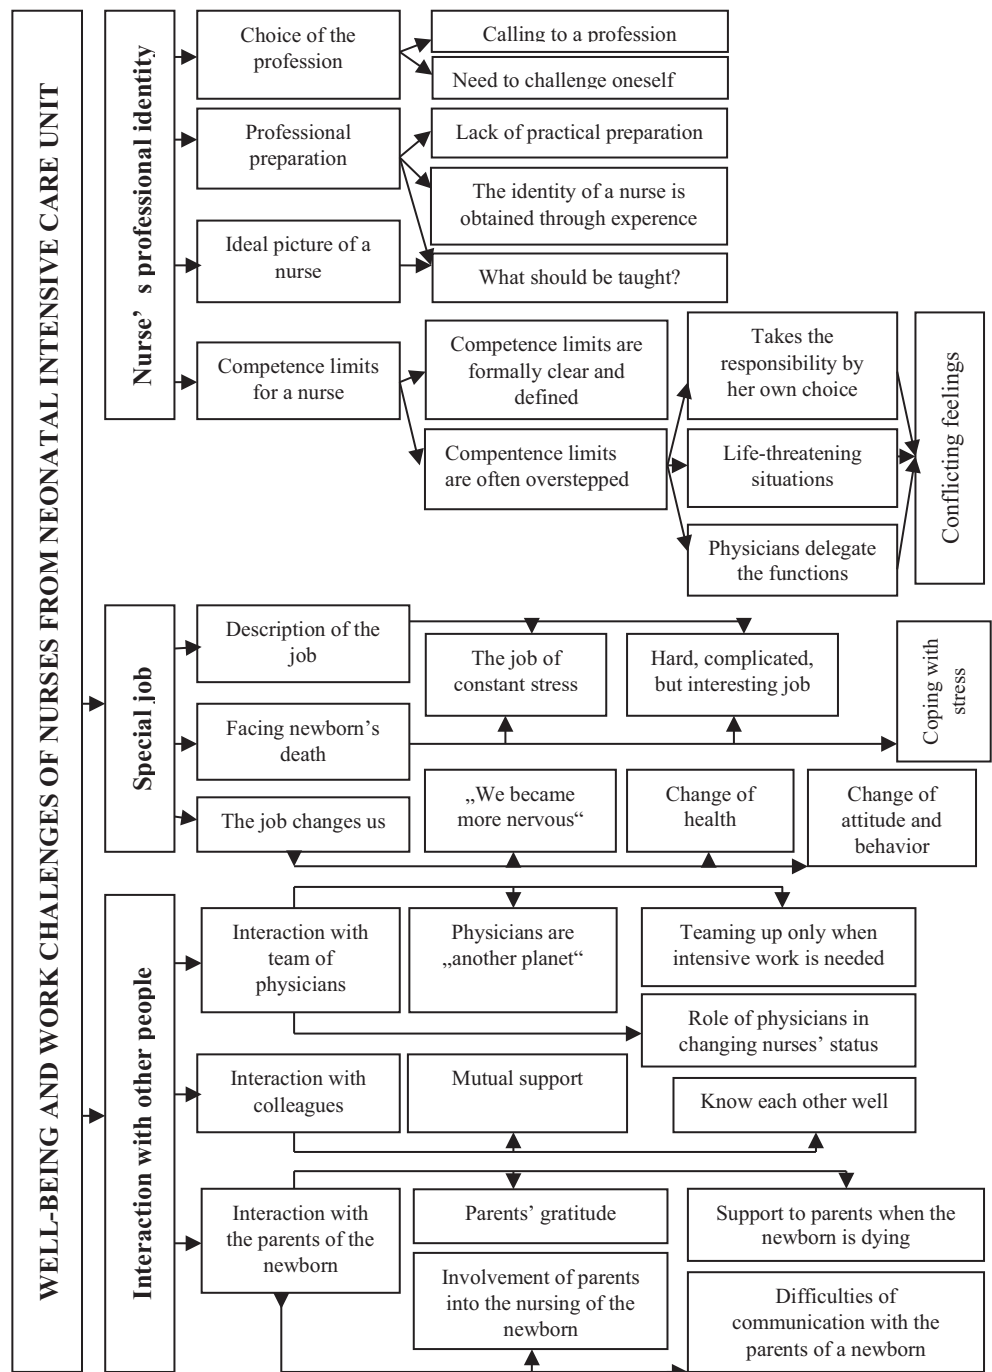 WELL-BEING AND WORK CHALENGES OF NURSES FROM NEONATAL INTENSIVE CARE UNIT
Nurse’ s professional identity
Choice of the
profession
Calling to a profession
Need to challenge oneself
Professional
preparation
Lack of practical preparation
The identity of a nurse is
obtained through experence
Ideal picture of a
nurse
What should be taught?
Competence limits
for a nurse
Competence limits are
formally clear and
defined
Compentence limits
are often overstepped
Takes the
responsibility by
her own choice
Life-threatening
situations
Physicians delegate
the functions
Conflicting feelings
Special job
Description of the
job
The job of
constant stress
Hard, complicated,
but interesting job
Facing newborn’s
death
Coping with
stress
The job changes us
„We became
more nervous“
Change of
health
Change of
attitude and
behavior
Interaction with other people
Interaction with
team of
physicians
Physicians are
„another planet“
Teaming up only when
intensive work is needed
Role of physicians in
changing nurses’ status
Interaction with
colleagues
Mutual support
Know each other well
Interaction with
the parents of the
newborn
Parents’ gratitude
Support to parents when the
newborn is dying
Involvement of parents
into the nursing of the
newborn
Difficulties of
communication with the
parents of a newborn